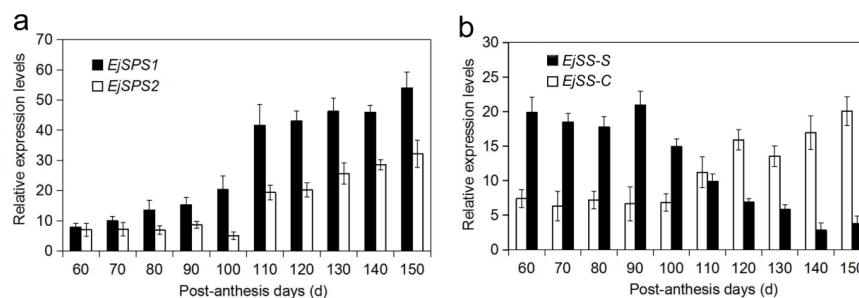 a
70
60
50
40
30
20
10
0
Relative expression levels
EjSPS1
EjSPS2
60 70 80 90 100 110 120 130 140 150
Post-anthesis days (d)
b
30
25
20
15
10
5
0
Relative expression levels
EjSS-S
EjSS-C
60 70 80 90 100 110 120 130 140 150
Post-anthesis days (d)